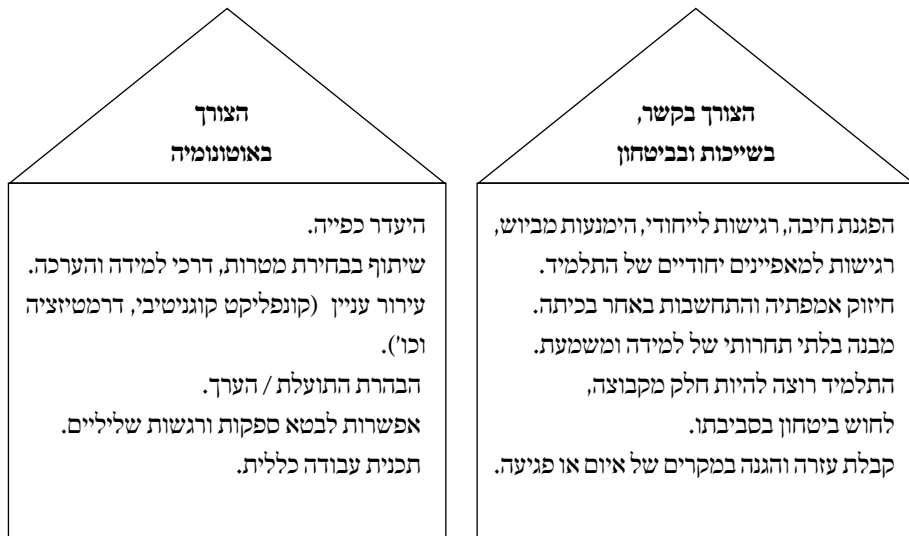 הצורך בקשר,
בשייכות ובביטחון
הפגנת חיבה, רגישות לייחודי, הימנעות מביוש,
רגישות למאפיינים יחודיים של התלמיד.
חיזוק אמפתיה והתחשבות באחר בכיתה.
מבנה בלתי תחרותי של למידה ומשמעת.
התלמיד רוצה להיות חלק מקבוצה,
לחוש ביטחון בסביבתו.
קבלת עזרה והגנה במקרים של איום או פגיעה.
הצורך
באוטונומיה
היעדר כפייה.
שיתוף בבחירת מטרות, דרכי למידה והערכה.
עירור עניין (קונפליקט קוגניטיבי, דרמטיזציה
וכו').
הבהרת התועלת / הערך.
אפשרות לבטא ספקות ורגשות שליליים.
תכנית עבודה כללית.